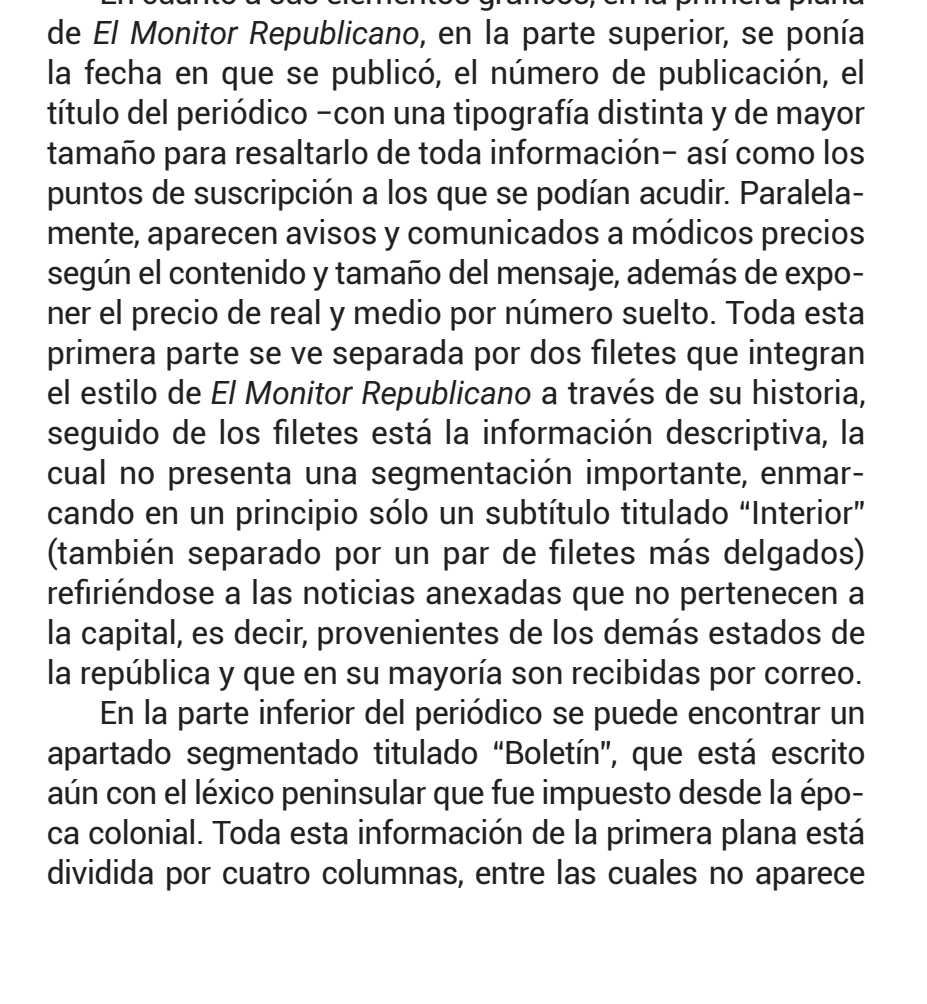 En cuanto a sus elementos gráficos, en la primera plana
de El Monitor Republicano, en la parte superior, se ponía
la fecha en que se publicó, el número de publicación, el
título del periódico –con una tipografía distinta y de mayor
tamaño para resaltarlo de toda información– así como los
puntos de suscripción a los que se podían acudir. Paralela-
mente, aparecen avisos y comunicados a módicos precios
según el contenido y tamaño del mensaje, además de expo-
ner el precio de real y medio por número suelto. Toda esta
primera parte se ve separada por dos filetes que integran
el estilo de El Monitor Republicano a través de su historia,
seguido de los filetes está la información descriptiva, la
cual no presenta una segmentación importante, enmar-
cando en un principio sólo un subtítulo titulado “Interior”
(también separado por un par de filetes más delgados)
refiriéndose a las noticias anexadas que no pertenecen a
la capital, es decir, provenientes de los demás estados de
la república y que en su mayoría son recibidas por correo.
En la parte inferior del periódico se puede encontrar un
apartado segmentado titulado “Boletín”, que está escrito
aún con el léxico peninsular que fue impuesto desde la épo-
ca colonial. Toda esta información de la primera plana está
dividida por cuatro columnas, entre las cuales no aparece